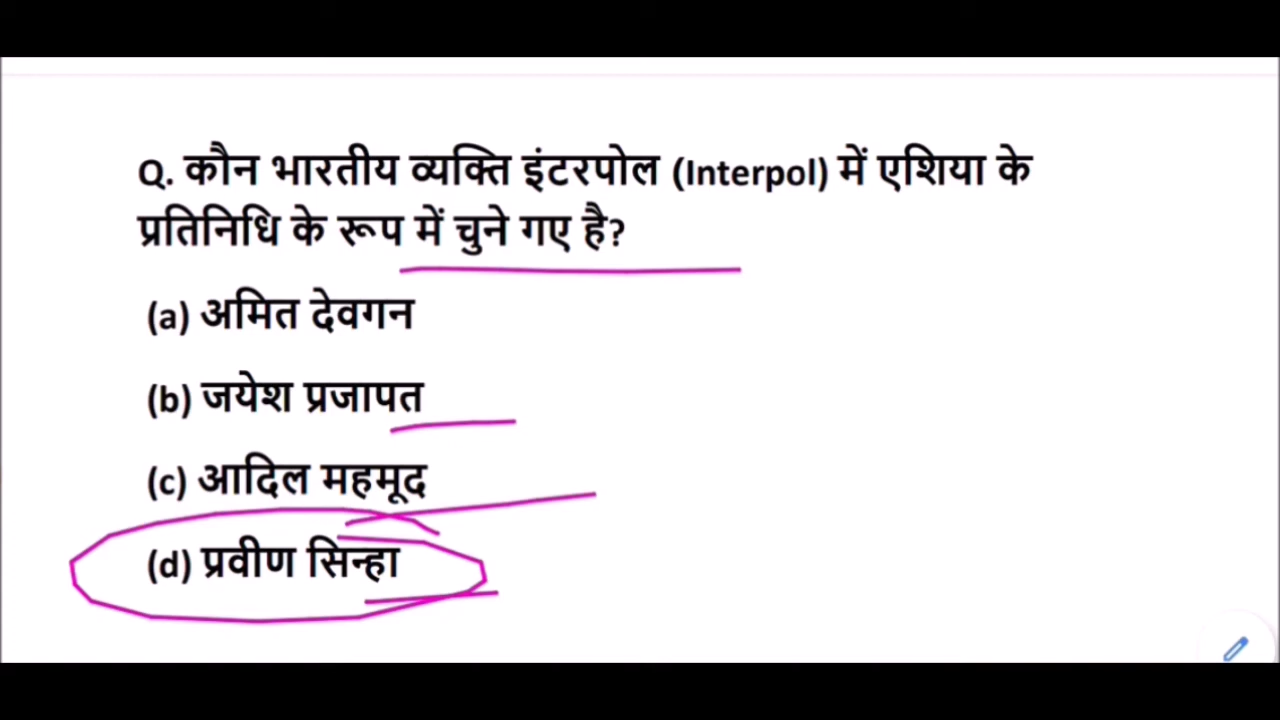 Q. कौन भारतीय व्यक्ति इंटरपोल (Interpol) में एशिया के
प्रतिनिधि के रूप में चुने गए है?
(a) अमित देवगन
(b) जयेश प्रजापत
(c) आदिल महमूद
(d) प्रवीण सिन्हा